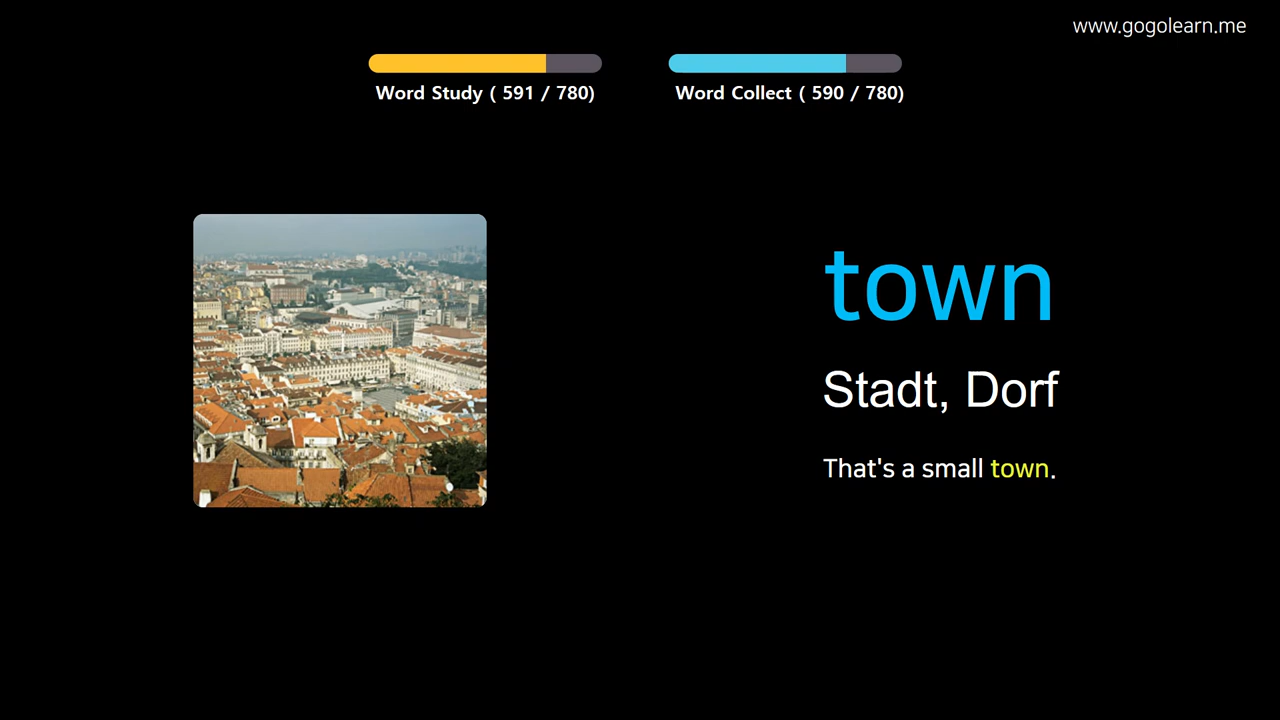 www.gogolearn.me
Word Study ( 591 / 780)
Word Collect ( 590 / 780)
town
Stadt, Dorf
That's a small town.